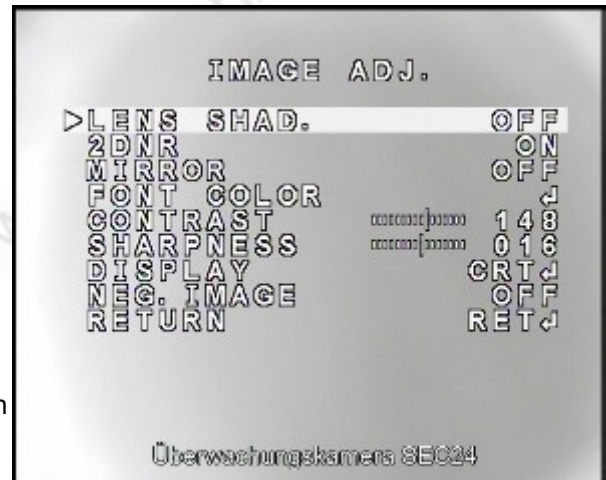 IMAGE ADJ.
LENS SHAD. OFF
2DNR ON
MIRROR OFF
FONT COLOR ↲
CONTRAST 148
SHARPNESS 016
DISPLAY CRT↲
NEG. IMAGE OFF
RETURN RET↲
Überwachungskamera SEC24